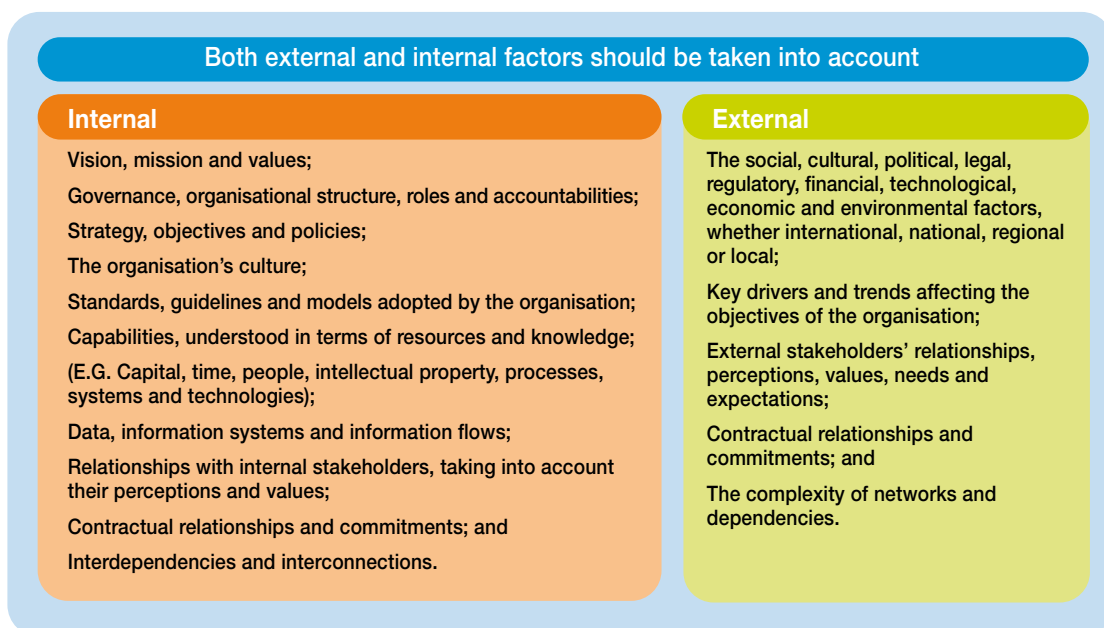 Both external and internal factors should be taken into account
Internal
Vision, mission and values;
Governance, organisational structure, roles and accountabilities;
Strategy, objectives and policies;
The organisation’s culture;
Standards, guidelines and models adopted by the organisation;
Capabilities, understood in terms of resources and knowledge;
(E.G. Capital, time, people, intellectual property, processes,
systems and technologies);
Data, information systems and information flows;
Relationships with internal stakeholders, taking into account
their perceptions and values;
Contractual relationships and commitments; and
Interdependencies and interconnections.
External
The social, cultural, political, legal,
regulatory, financial, technological,
economic and environmental factors,
whether international, national, regional
or local;
Key drivers and trends affecting the
objectives of the organisation;
External stakeholders’ relationships,
perceptions, values, needs and
expectations;
Contractual relationships and
commitments; and
The complexity of networks and
dependencies.